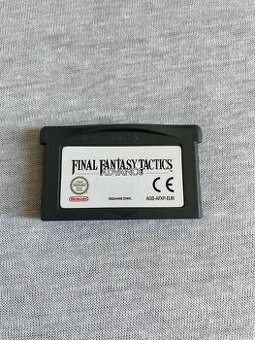 FINAL FANTASY TACTICS
ADVANCE
Nintendo
SQUARE ENIX.
CE
AGB-AFXP-EUR